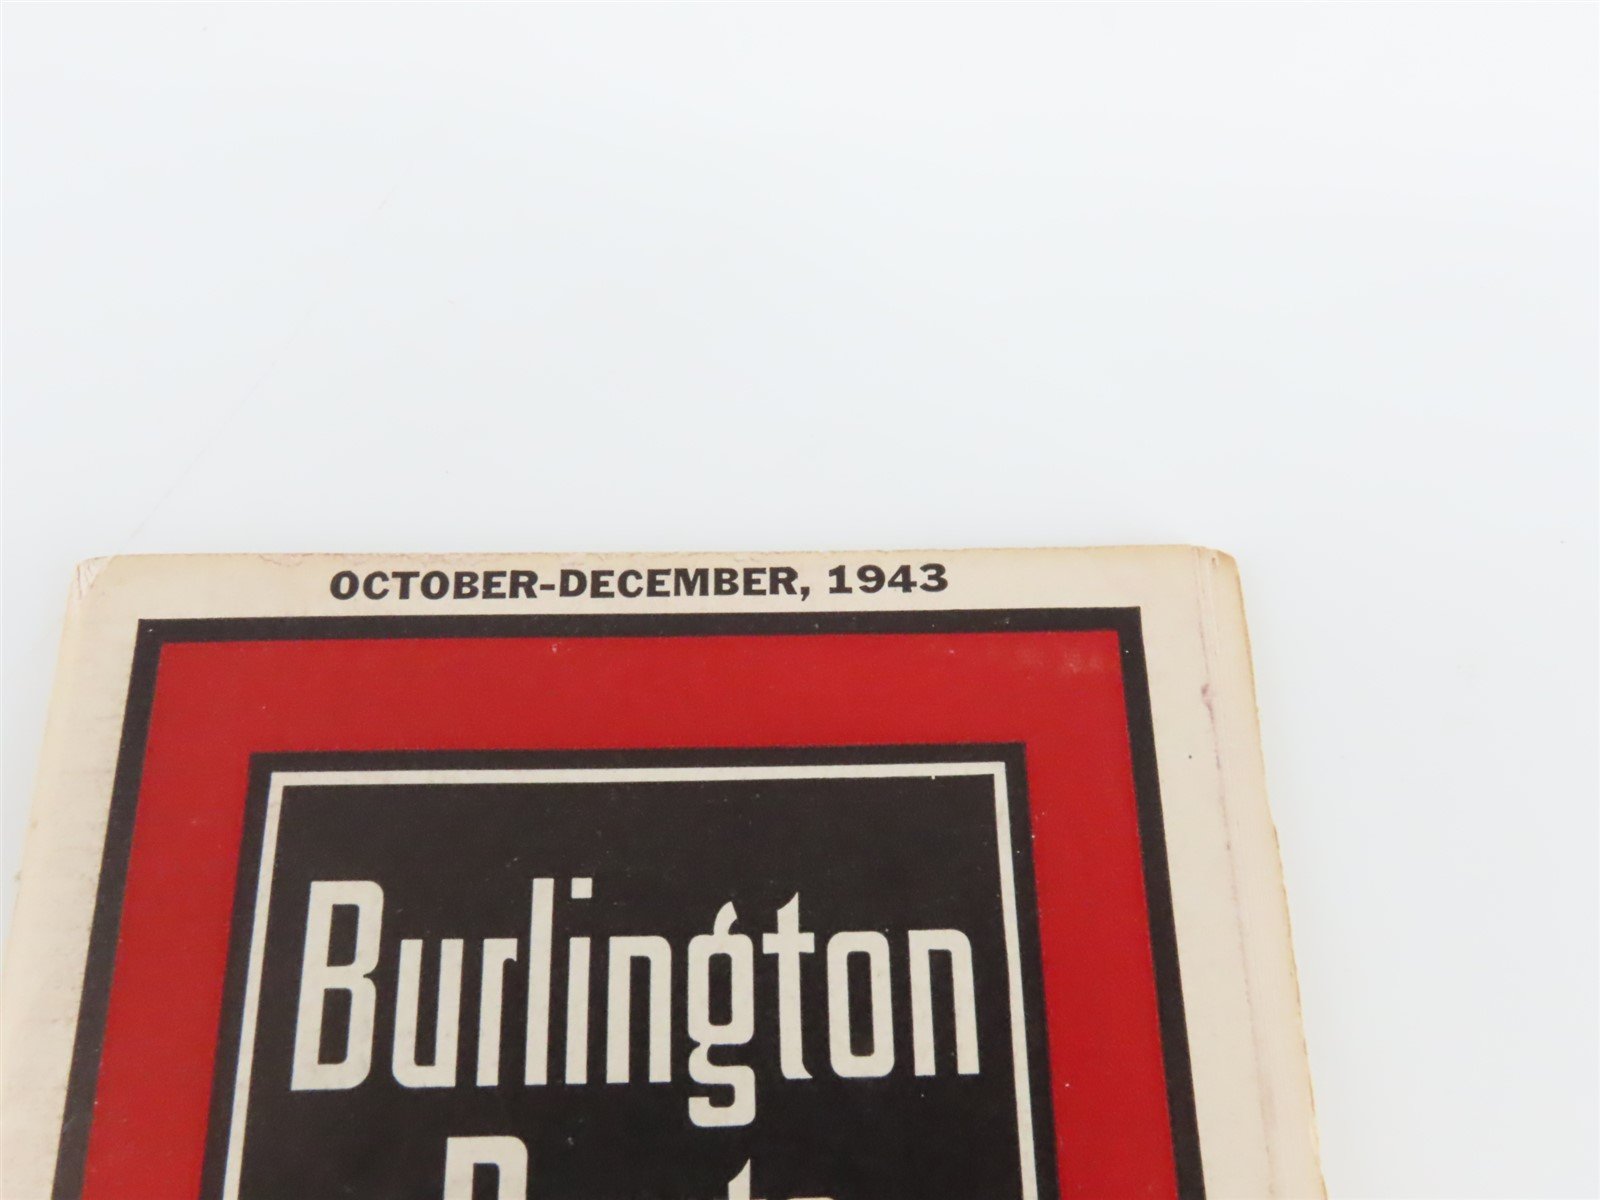 OCTOBER-DECEMBER, 1943
Burlington